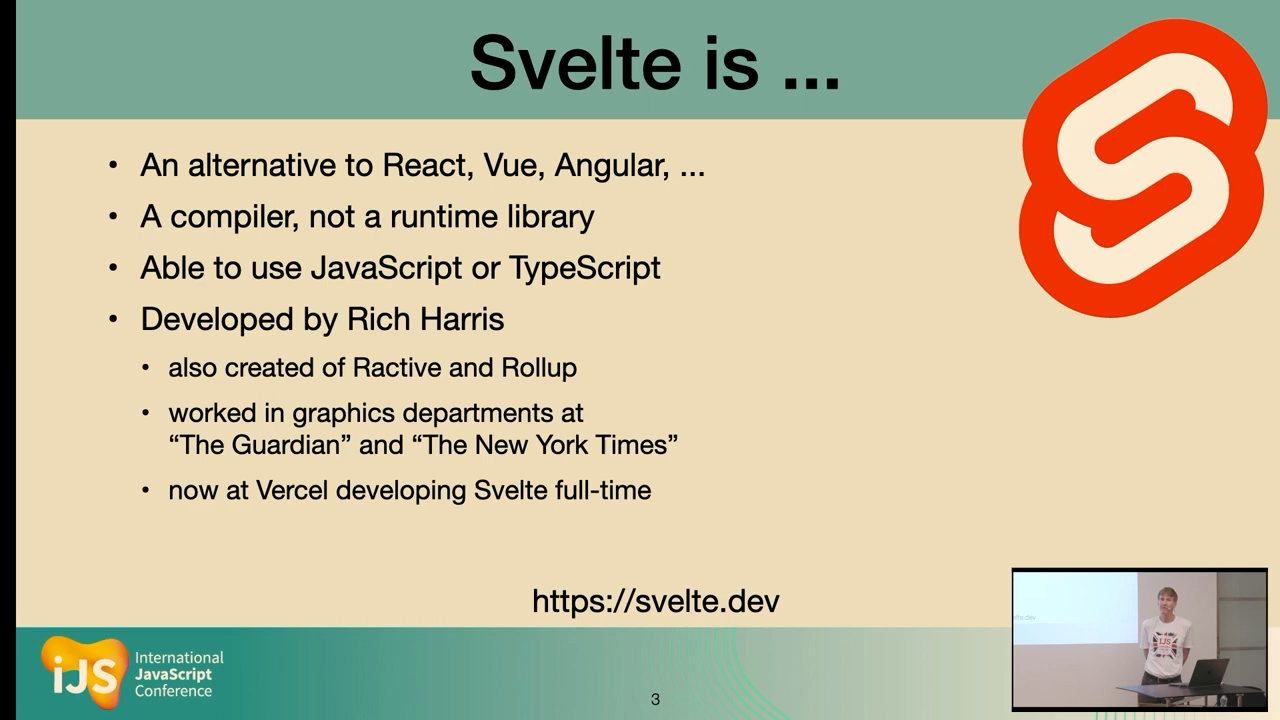 Svelte is ...
• An alternative to React, Vue, Angular, ...
• A compiler, not a runtime library
• Able to use JavaScript or TypeScript
• Developed by Rich Harris
• also created of Ractive and Rollup
• worked in graphics departments at
“The Guardian” and “The New York Times”
• now at Vercel developing Svelte full-time
https://svelte.dev
iJS
International
JavaScript
Conference
3
IJS